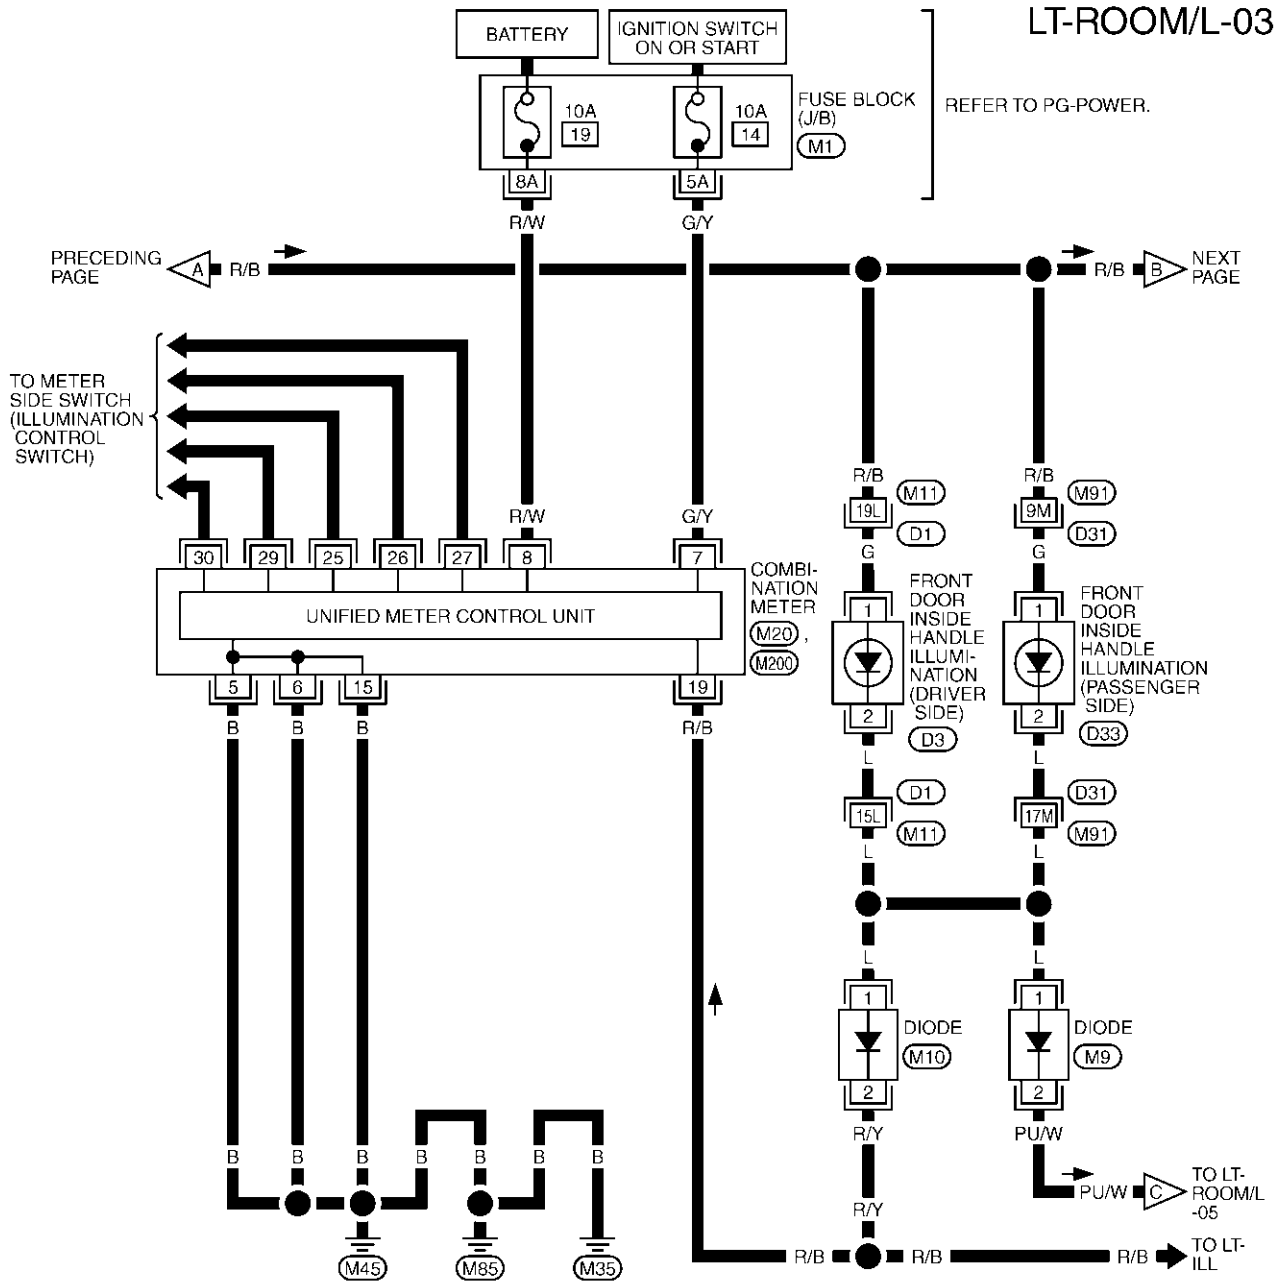 LT-ROOM/L-03
BATTERY
IGNITION SWITCH
ON OR START
10A
19
10A
14
FUSE BLOCK
(J/B)
M1
REFER TO PG-POWER.
8A
5A
R/W
G/Y
PRECEDING
PAGE
A
R/B
R/B
B
NEXT
PAGE
TO METER
SIDE SWITCH
(ILLUMINATION
CONTROL
SWITCH)
R/W
G/Y
R/B
19L
M11
D1
G
R/B
9M
M91
D31
G
30
29
25
26
27
8
7
UNIFIED METER CONTROL UNIT
COMBI-
NATION
METER
M20 ,
M200
5
6
15
19
B
B
B
R/B
1
2
FRONT
DOOR
INSIDE
HANDLE
ILLUMI-
NATION
(DRIVER
SIDE)
D3
1
2
FRONT
DOOR
INSIDE
HANDLE
ILLUMINATION
(PASSENGER
SIDE)
D33
L
L
15L
D1
M11
17M
D31
M91
L
L
L
L
1
2
DIODE
M10
1
2
DIODE
M9
R/Y
PU/W
B
B
B
B
B
B
B
PU/W
C
TO LT-
ROOM/L
-05
R/Y
R/B
R/B
R/B
TO LT-
ILL
M45
M85
M35